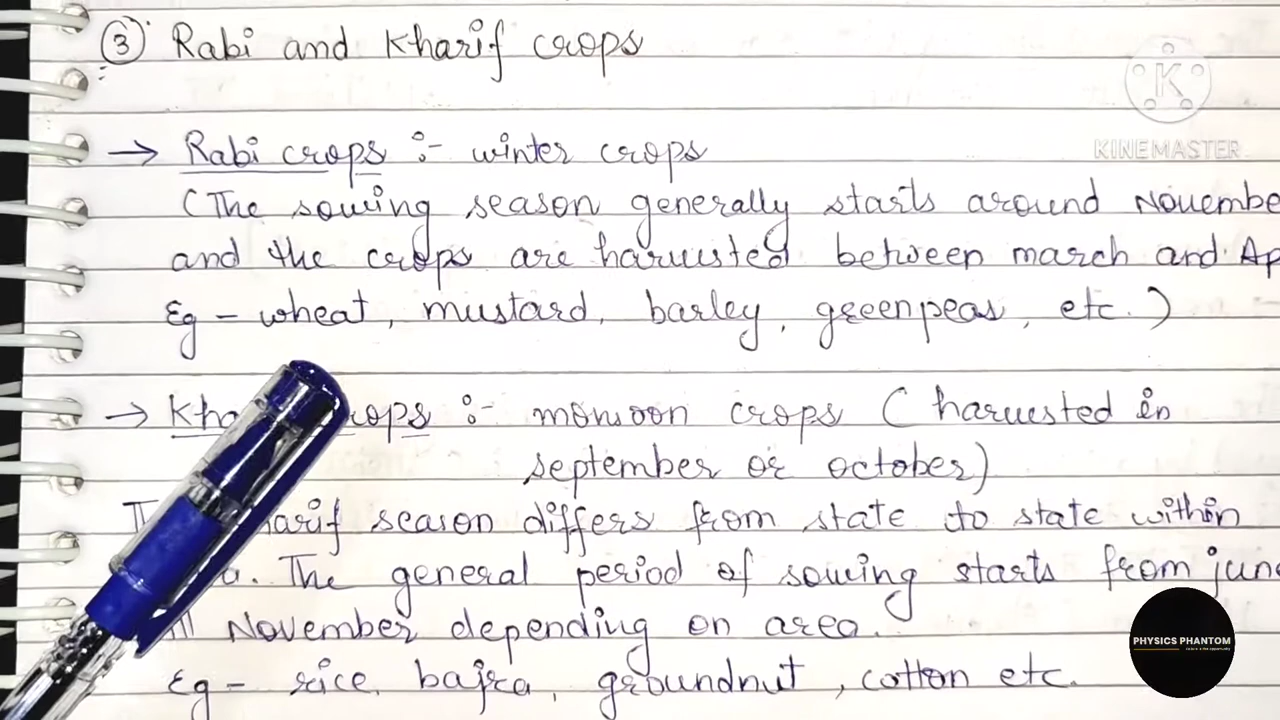 ③ Rabi and Kharif crops
K
KINEMASTER
→ Rabi crops :- winter crops
(The sowing season generally starts around Novembe
and the crops are harvested between march and Ap
Eg - wheat, mustard, barley, greenpeas, etc.)
→ Kha ops :- monsoon crops (harvested in
september or october)
arif season differs from state to state within
a. The general period of sowing starts from june
November depending on area.
Eg - rice, bajra, groundnut, cotton etc.
PHYSICS PHANTOM